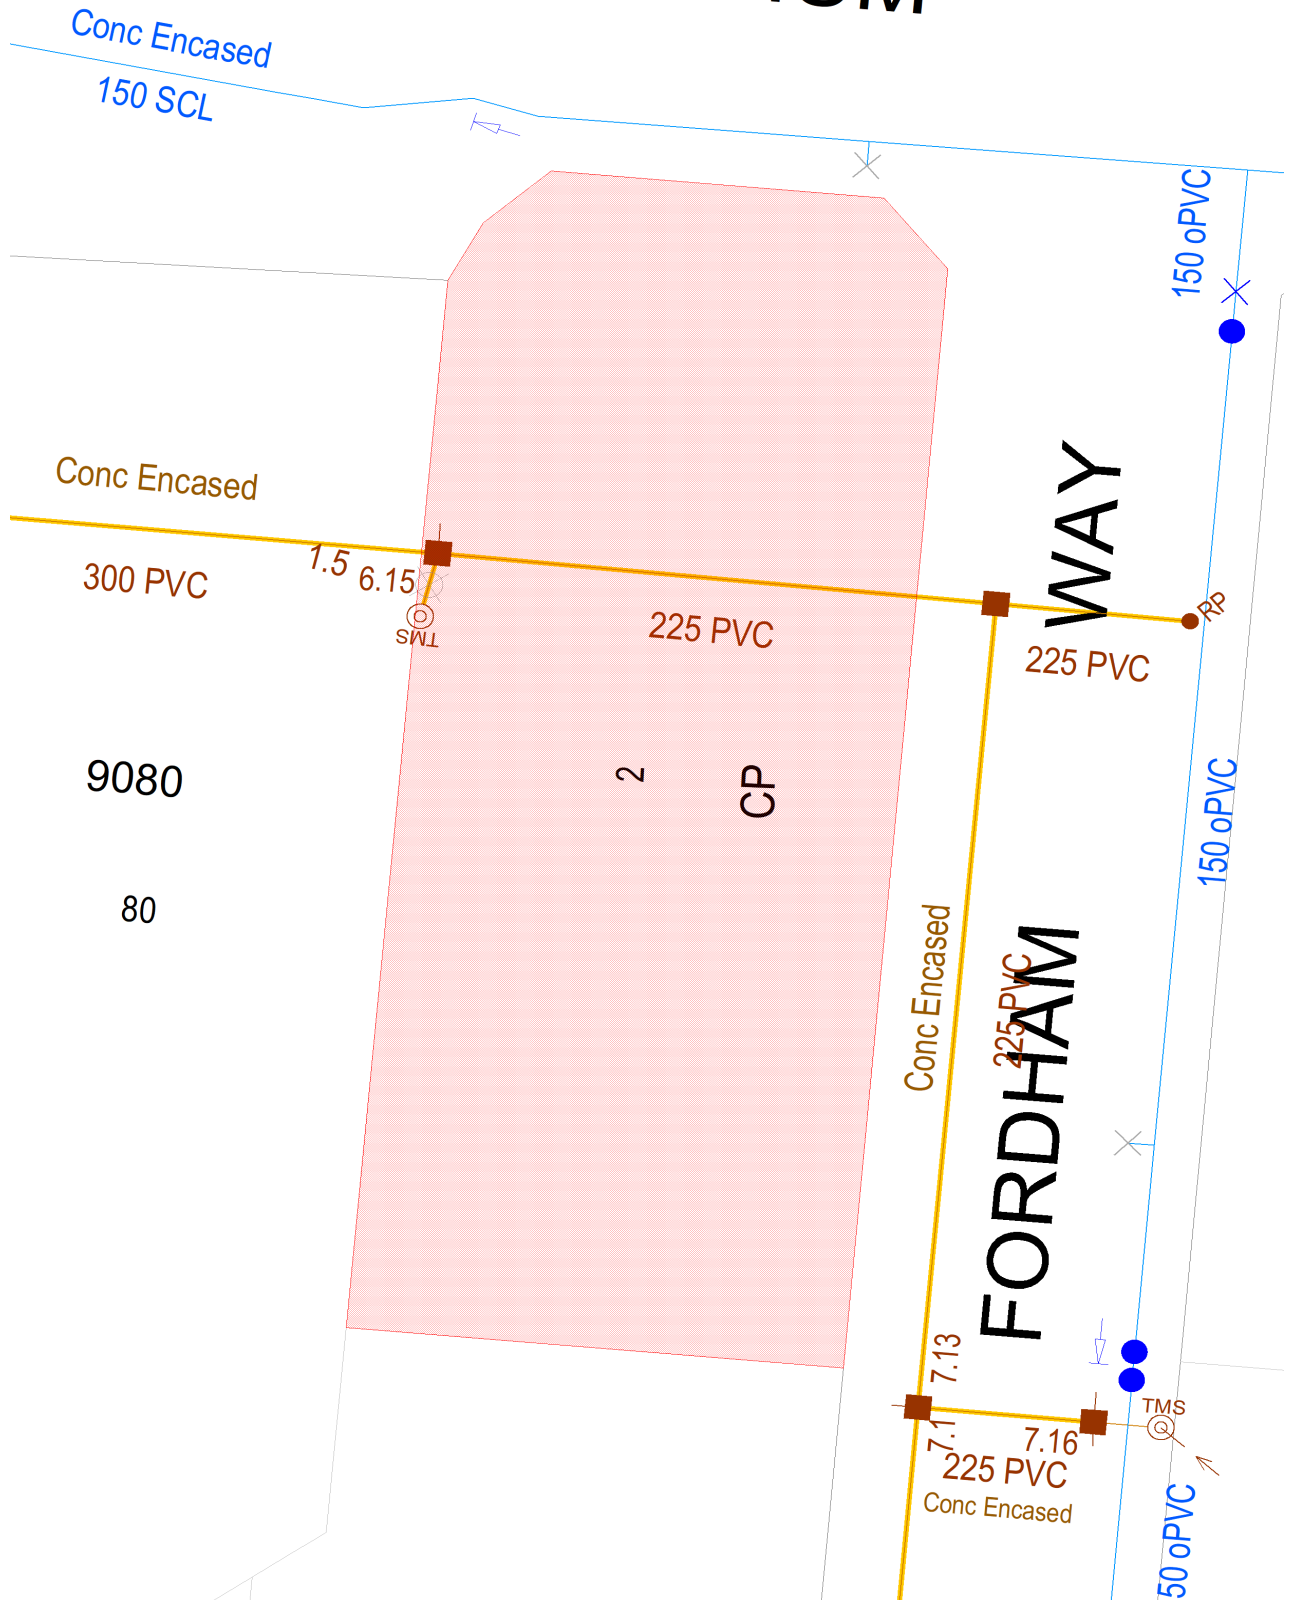 Conc Encased
150 SCL
150 oPVC
WAY
Conc Encased
1.5
6.15
300 PVC
TMS
225 PVC
RP
225 PVC
9080
2
CP
150 oPVC
80
Conc Encased
225 PVC
FORDHAM
7.13
TMS
7.1
7.16
225 PVC
Conc Encased
50 oPVC